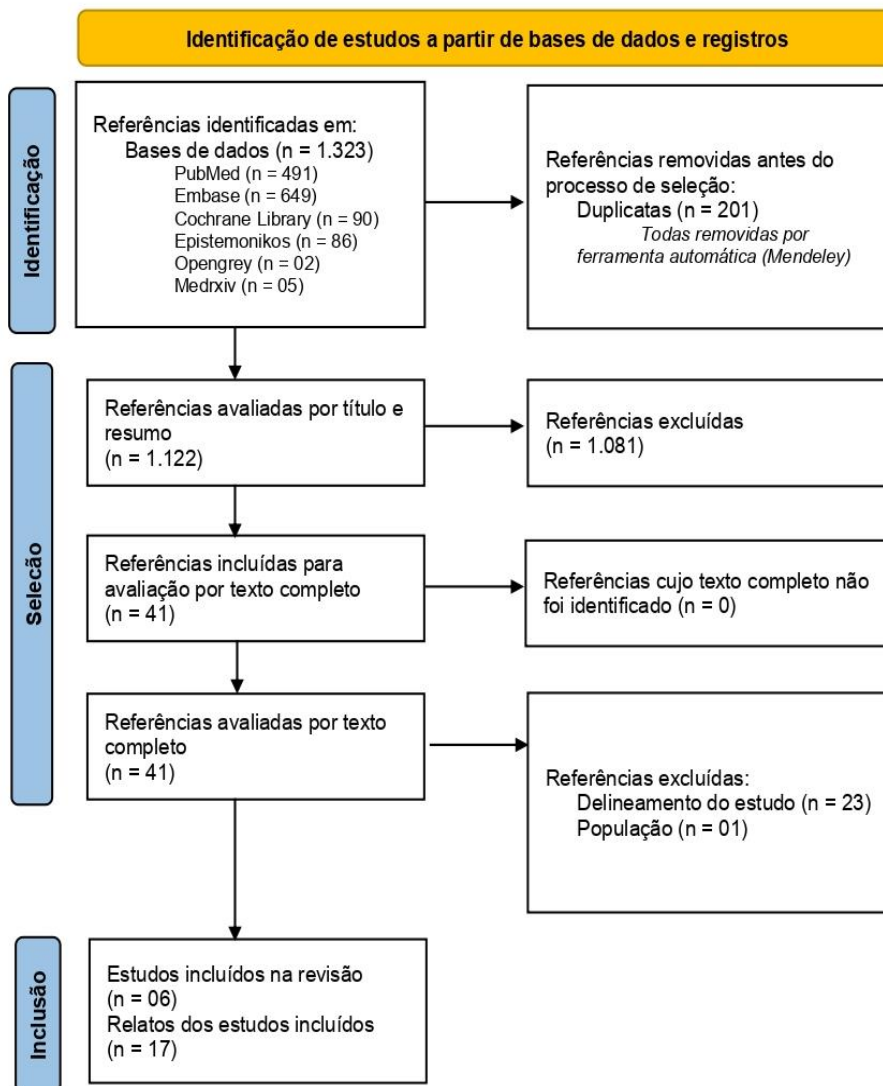 Identificação de estudos a partir de bases de dados e registros
Identificação
Referências identificadas em:
Bases de dados (n = 1.323)
PubMed (n = 491)
Embase (n = 649)
Cochrane Library (n = 90)
Epistemonikos (n = 86)
Opengrey (n = 02)
Medrxiv (n = 05)
Referências removidas antes do
processo de seleção:
Duplicatas (n = 201)
Todas removidas por
ferramenta automática (Mendeley)
Seleção
Referências avaliadas por título e
resumo
(n = 1.122)
Referências excluídas
(n = 1.081)
Referências incluídas para
avaliação por texto completo
(n = 41)
Referências cujo texto completo não
foi identificado (n = 0)
Referências avaliadas por texto
completo
(n = 41)
Referências excluídas:
Delineamento do estudo (n = 23)
População (n = 01)
Inclusão
Estudos incluídos na revisão
(n = 06)
Relatos dos estudos incluídos
(n = 17)